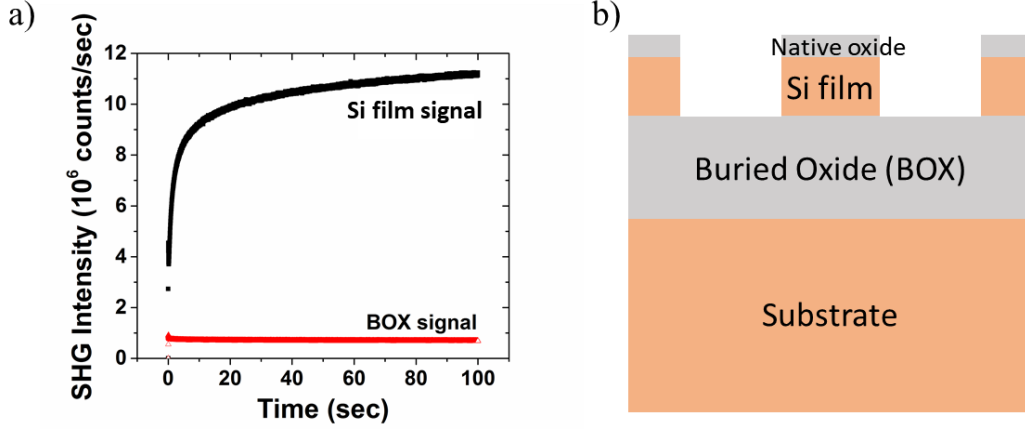 a)
12
10
8
6
4
2
0
SHG Intensity (10⁶ counts/sec)
Si film signal
BOX signal
0 20 40 60 80 100
Time (sec)
b)
Native oxide
Si film
Buried Oxide (BOX)
Substrate